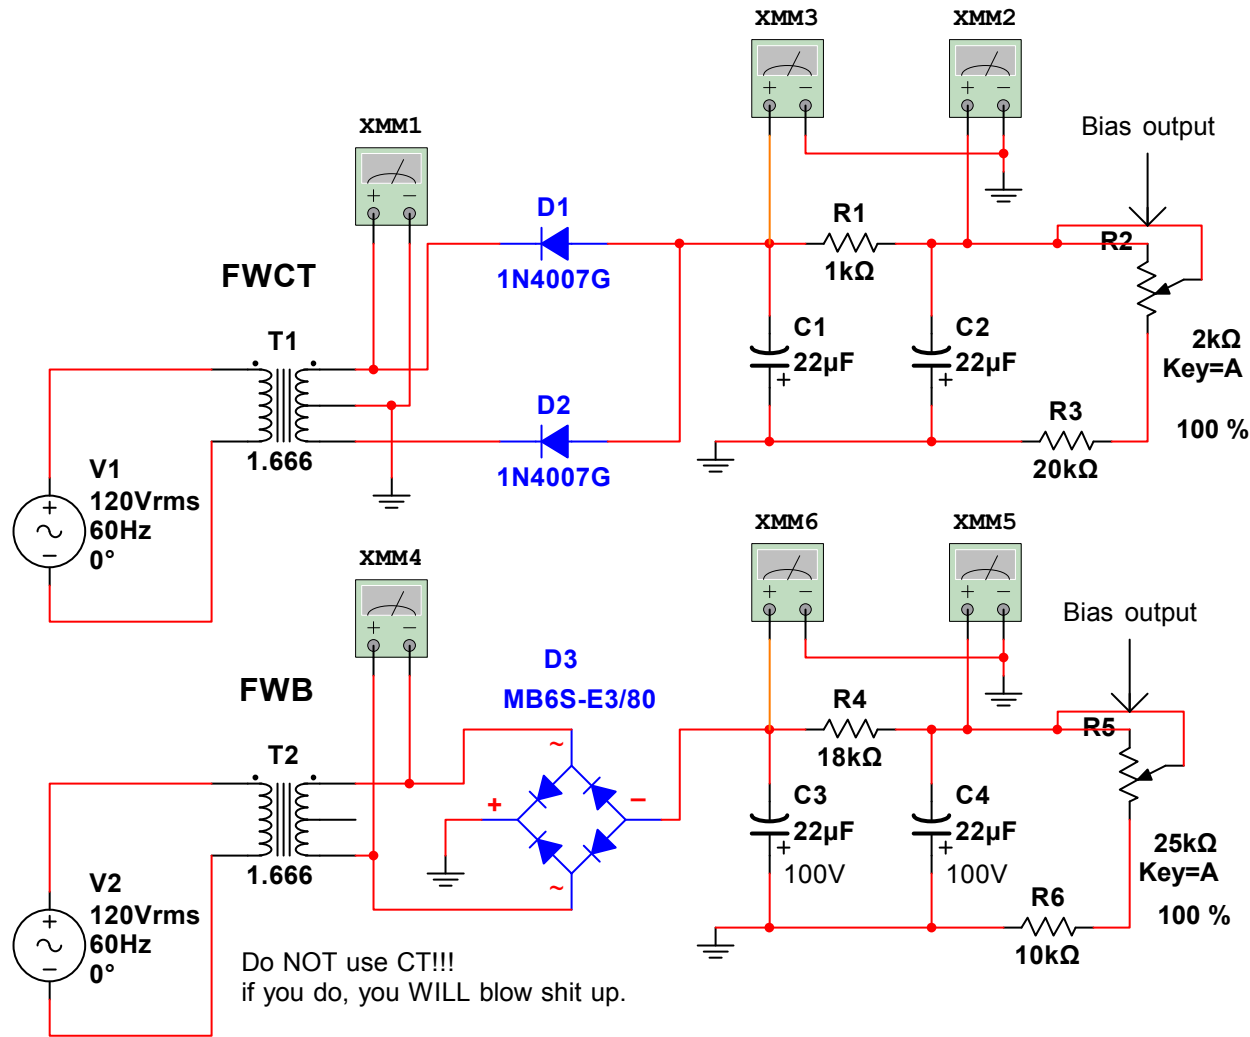 XMM3
XMM2
XMM1
Bias output
D1
1N4007G
R1
1kΩ
R2
FWCT
T1
1.666
C1
22µF
C2
22µF
2kΩ
Key=A
100 %
D2
1N4007G
R3
20kΩ
V1
120Vrms
60Hz
0°
XMM4
XMM6
XMM5
Bias output
D3
MB6S-E3/80
R4
18kΩ
R5
FWB
T2
1.666
~
+
−
~
C3
22µF
100V
C4
22µF
100V
25kΩ
Key=A
100 %
R6
10kΩ
V2
120Vrms
60Hz
0°
Do NOT use CT!!!
if you do, you WILL blow shit up.